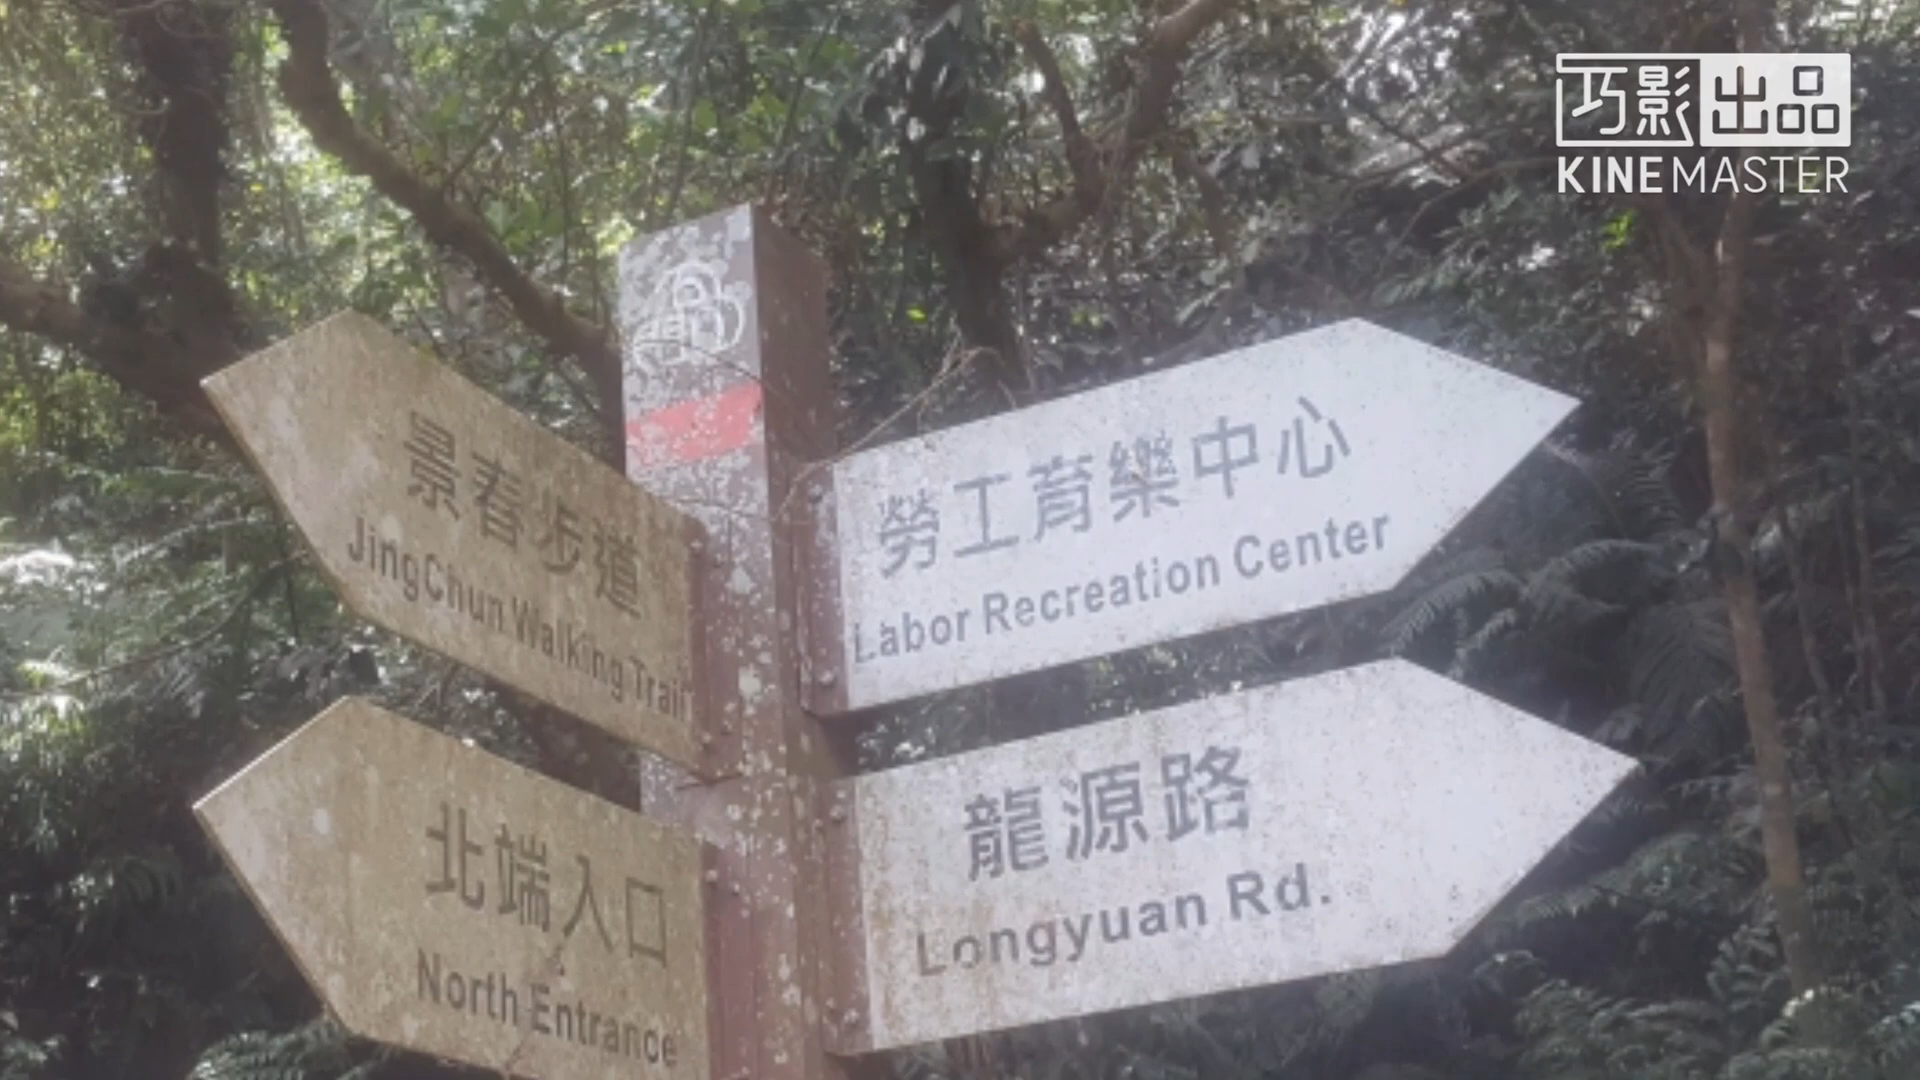 巧影出品
KINEMASTER
景春步道
JingChun Walking Trail
勞工育樂中心
Labor Recreation Center
北端入口
North Entrance
龍源路
Longyuan Rd.